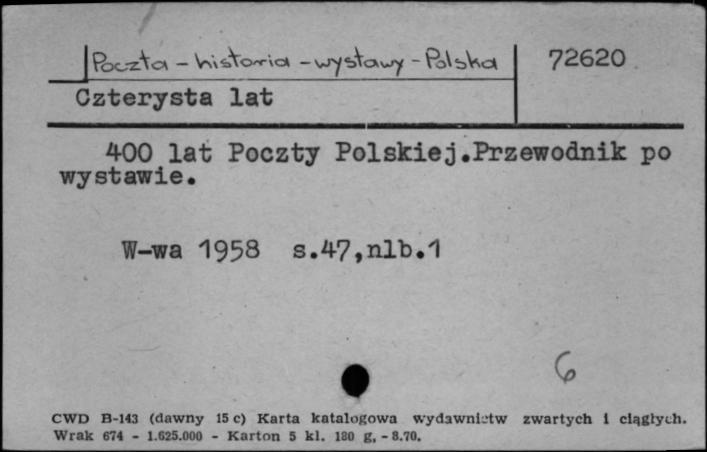 Poczta - historia - wystawy - Polska 72620
Czterysta lat
400 lat Poczty Polskiej.Przewodnik po
wystawie.
W-wa 1958 s.47,nlb.1
6
CWD B-143 (dawny 15 c) Karta katalogowa wydawnictw zwartych i ciągłych.
Wrak 674 - 1.625.000 - Karton 5 kl. 180 g, - 8.70.